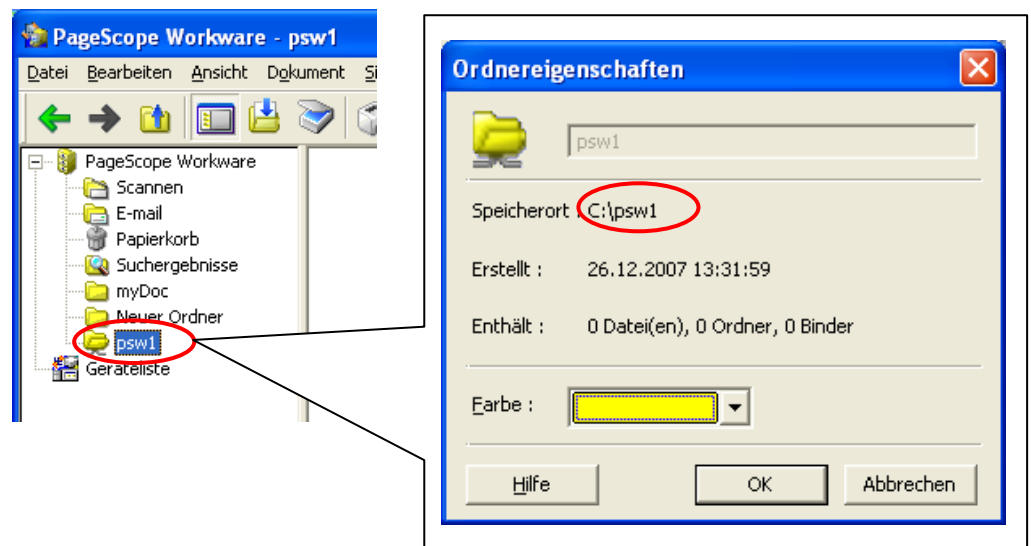 PageScope Workware - psw1
Datei Bearbeiten Ansicht Dokument Si
PageScope Workware
Scannen
E-mail
Papierkorb
Suchergebnisse
myDoc
Neuer Ordner
psw1
Geräteliste
Ordnereigenschaften
psw1
Speicherort : C:\psw1
Erstellt : 26.12.2007 13:31:59
Enthält : 0 Datei(en), 0 Ordner, 0 Binder
Farbe :
Hilfe OK Abbrechen